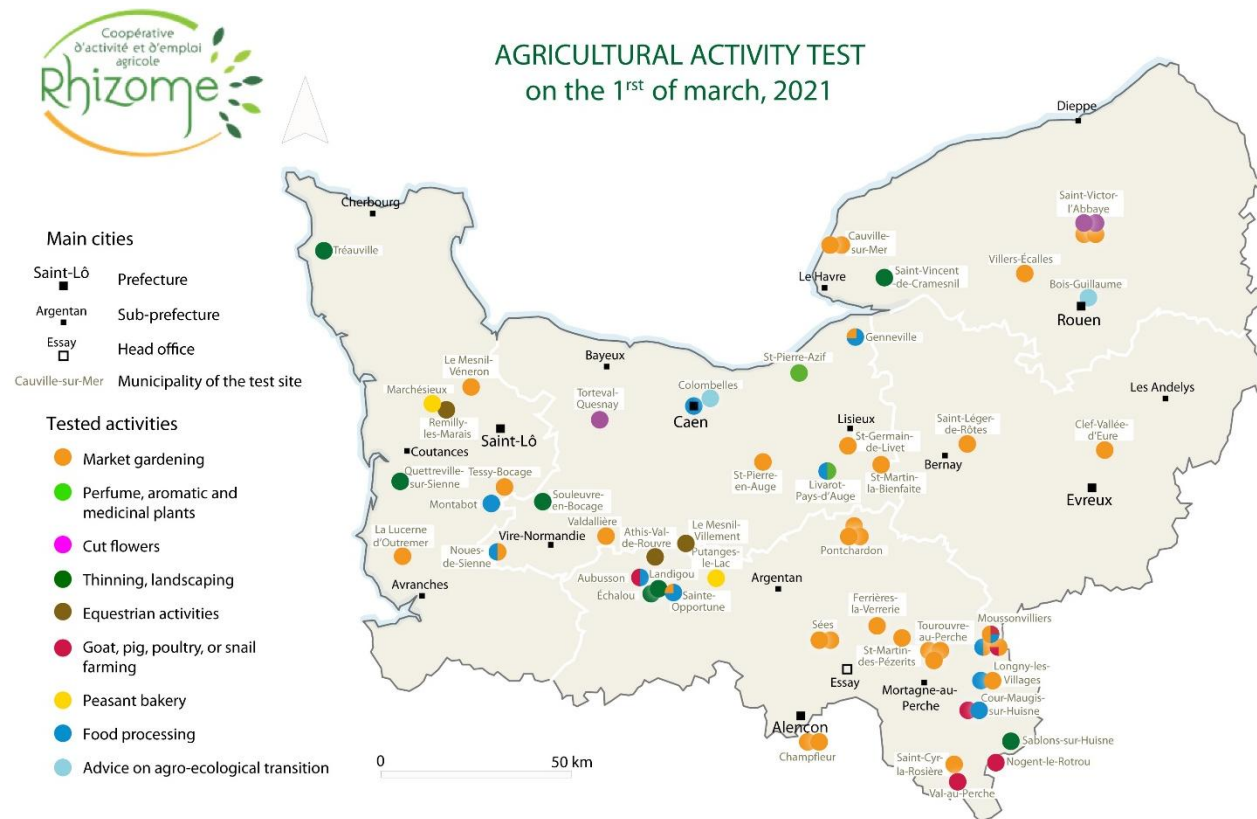 Coopérative
d'activité et d'emploi
agricole
Rhizome
AGRICULTURAL ACTIVITY TEST
on the 1rst of march, 2021
Main cities
Saint-Lô
Prefecture
Argentan
Sub-prefecture
Essay
Head office
Cauville-sur-Mer
Municipality of the test site
Tested activities
Market gardening
Perfume, aromatic and
medicinal plants
Cut flowers
Thinning, landscaping
Equestrian activities
Goat, pig, poultry, or snail
farming
Peasant bakery
Food processing
Advice on agro-ecological transition
Dieppe
Cherbourg
Tréauville
Saint-Victor-
l'Abbaye
Cauville-
sur-Mer
Villers-Écalles
Le Havre
Saint-Vincent
-de-Cramesnil
Bois-Guillaume
Rouen
Genneville
Bayeux
St-Pierre-Azif
Le Mesnil-
Véneron
Marchésieux
Remilly-
les-Marais
Torteval-
Quesnay
Colombelles
Caen
Les Andelys
Saint-Lô
Coutances
Lisieux
St-Germain-
de-Livet
Saint-Léger-
de-Rôtes
Clef-Vallée-
d'Eure
Bernay
Quettreville-
sur-Sienne
Tessy-Bocage
Montabot
Souleuvre-
en-Bocage
St-Pierre-
en-Auge
Livarot-
Pays-d'Auge
St-Martin-
la-Bienfaite
Evreux
La Lucerne
d'Outremer
Noues-
de-Sienne
Vire-Normandie
Valdallière
Athis-Val-
de-Rouvre
Le Mesnil-
Villement
Putanges-
le-Lac
Pontchardon
Avranches
Aubusson
Landigou
Échalou
Sainte-
Opportune
Argentan
Ferrières-
la-Verrerie
Sées
St-Martin-
des-Pézerits
Tourouvre-
au-Perche
Moussonvilliers
Essay
Mortagne-au-
Perche
Longny-les-
Villages
Cour-Maugis-
sur-Huisne
Alençon
Champfleur
Sablons-sur-Huisne
Saint-Cyr-
la-Rosière
Nogent-le-Rotrou
Val-au-Perche
0
50 km